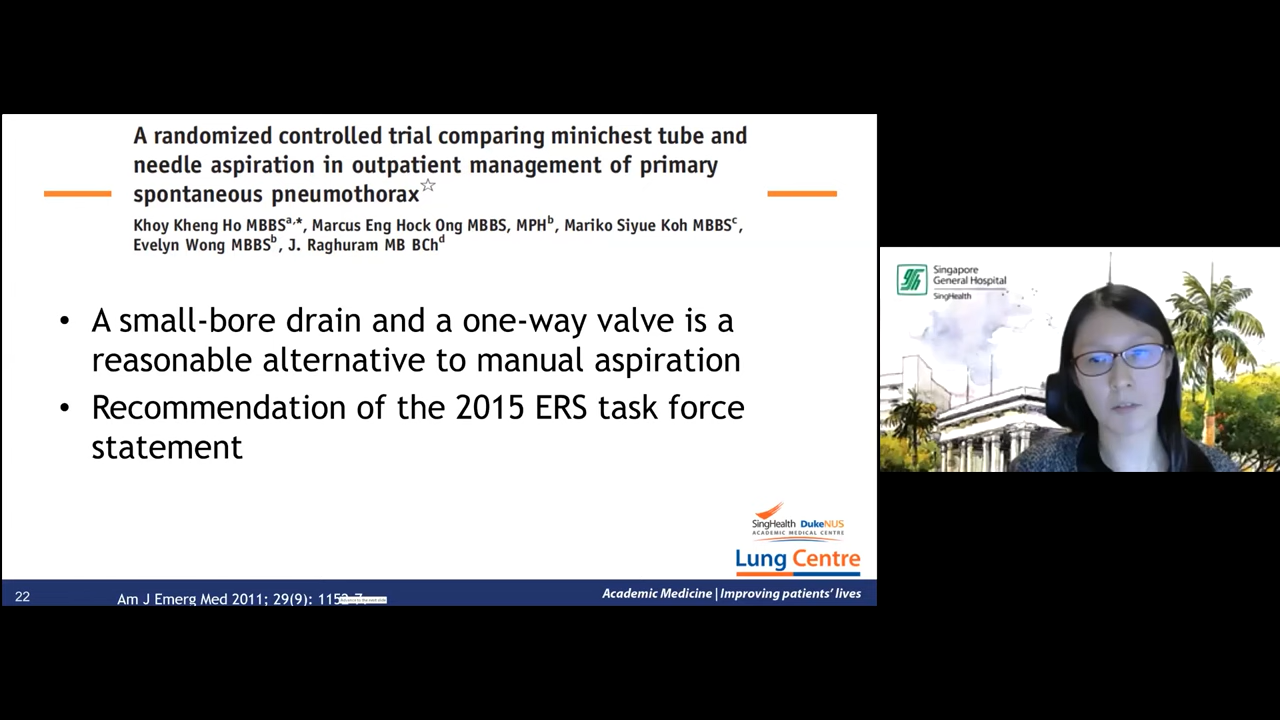 A randomized controlled trial comparing minichest tube and
needle aspiration in outpatient management of primary
spontaneous pneumothorax☆
Khoy Kheng Ho MBBSa,*, Marcus Eng Hock Ong MBBS, MPHb, Mariko Siyue Koh MBBSc,
Evelyn Wong MBBSb, J. Raghuram MB BChd
• A small-bore drain and a one-way valve is a
reasonable alternative to manual aspiration
• Recommendation of the 2015 ERS task force
statement
SingHealth DukeNUS
ACADEMIC MEDICAL CENTRE
Lung Centre
22
Am J Emerg Med 2011; 29(9):
Academic Medicine | Improving patients' lives
Singapore
General Hospital
SingHealth